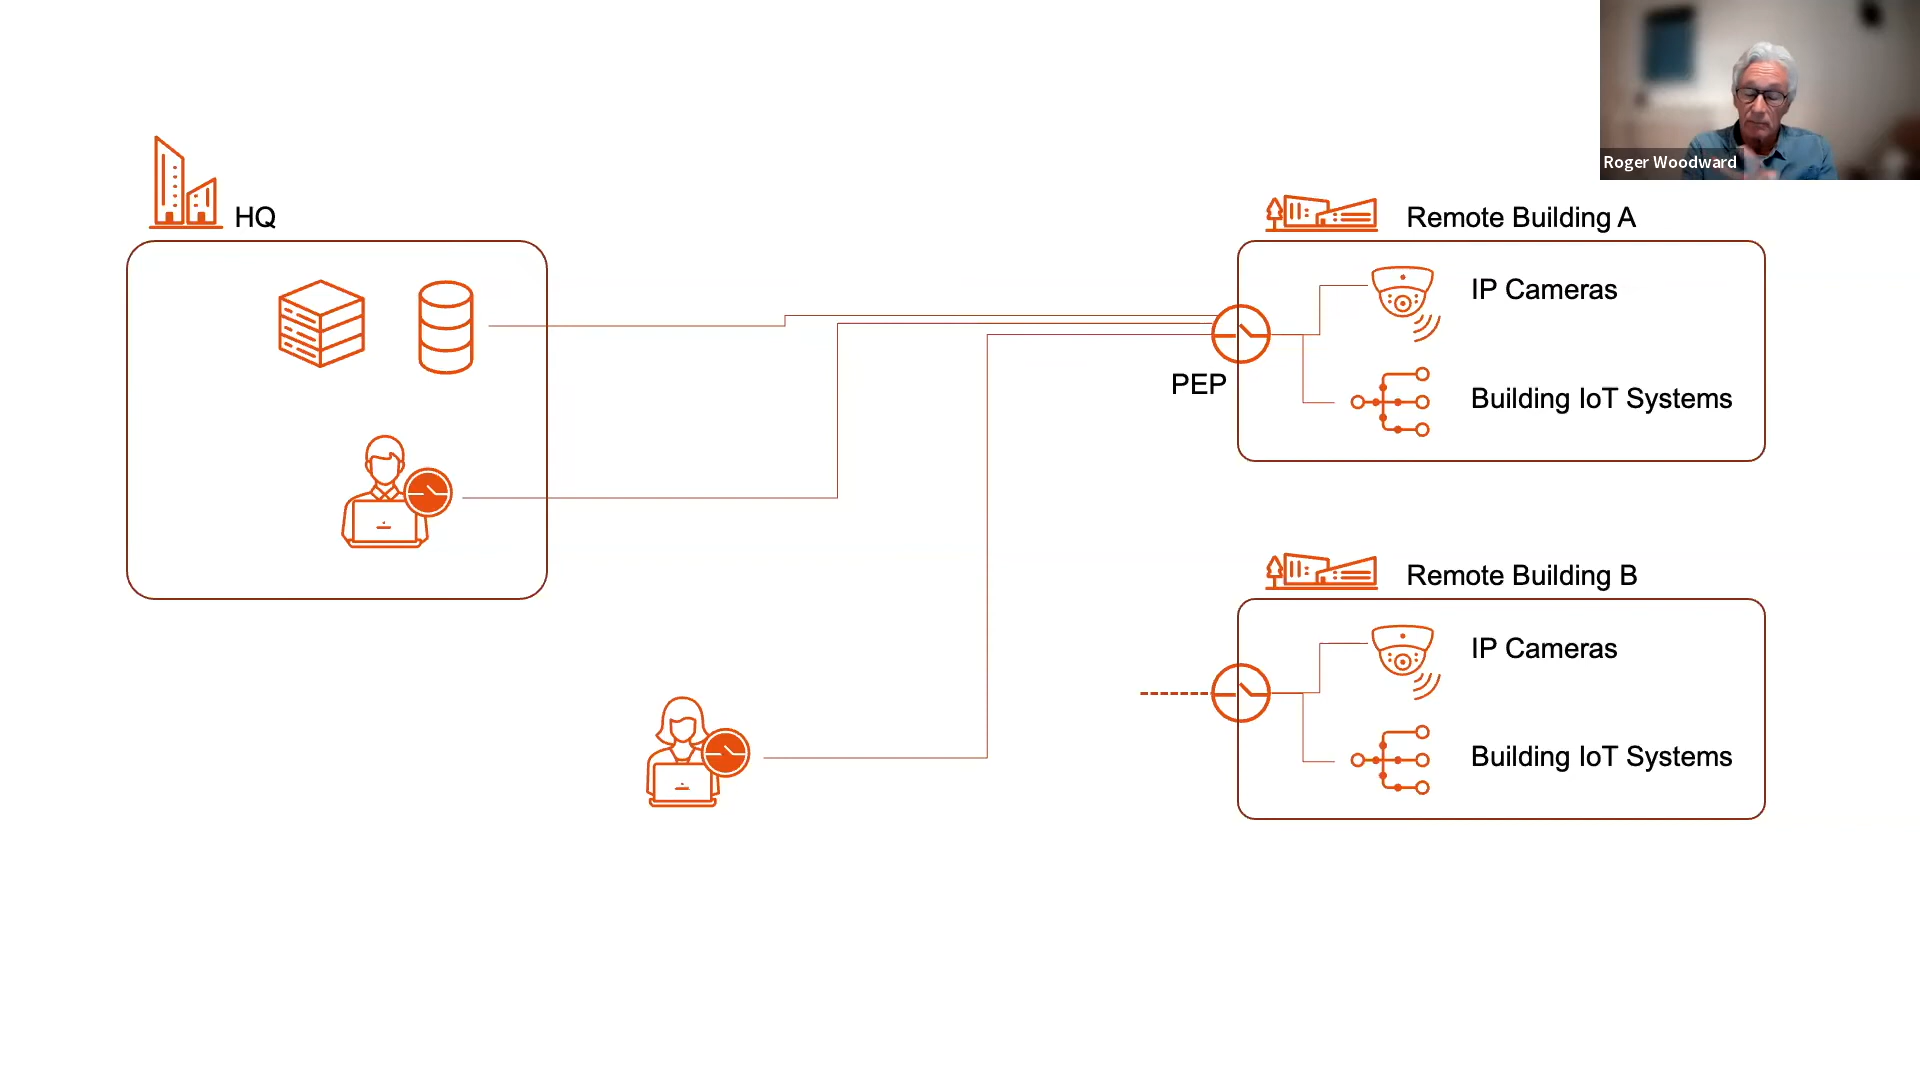 Roger Woodward
HQ
Remote Building A
IP Cameras
PEP
Building IoT Systems
Remote Building B
IP Cameras
Building IoT Systems